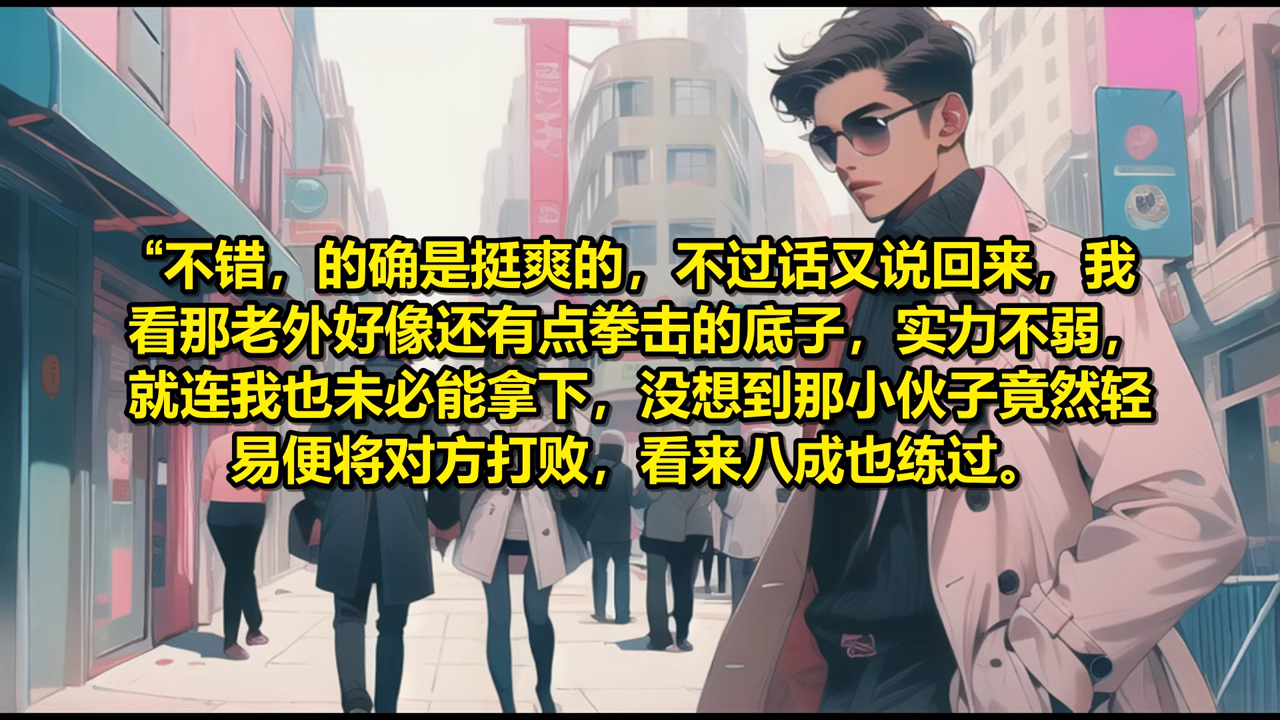 “不错，的确是挺爽的，不过话又说回来，我
看那老外好像还有点拳击的底子，实力不弱，
就连我也未必能拿下，没想到那小伙子竟然轻
易便将对方打败，看来八成也练过。